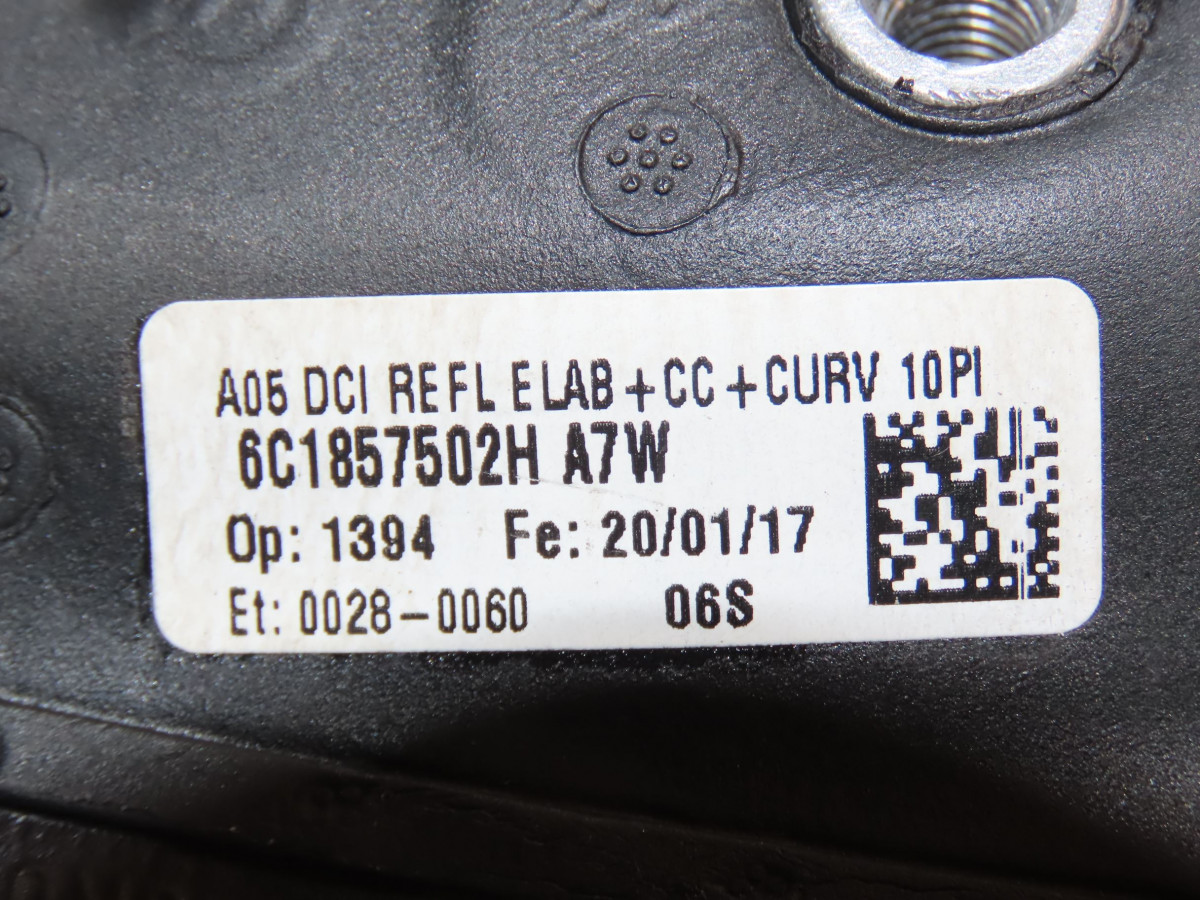 A05 DCI REFL ELAB+CC+CURV 10PI
6C1857502H A7W
Op: 1394 Fe: 20/01/17
Et: 0028-0060 06S